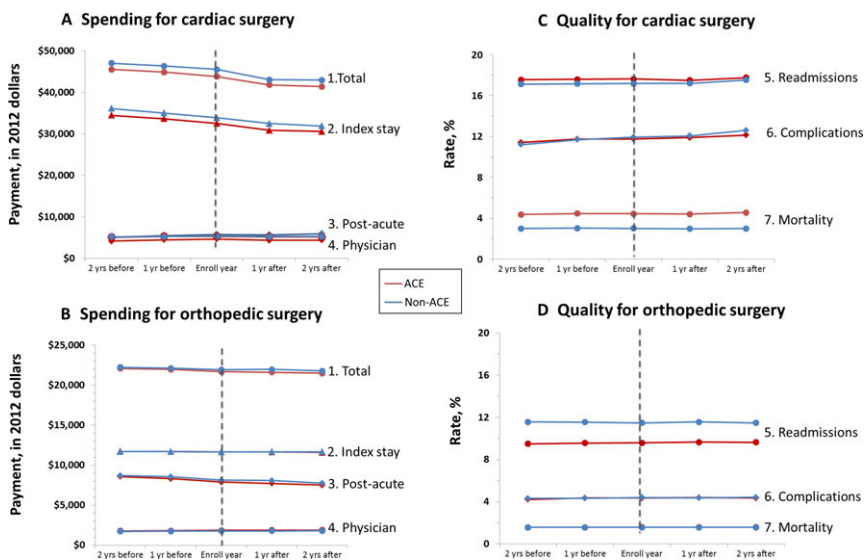 A Spending for cardiac surgery
Payment, in 2012 dollars
$50,000
$40,000
$30,000
$20,000
$10,000
$0
1.Total
2. Index stay
3. Post-acute
4. Physician
2 yrs before 1 yr before Enroll year 1 yr after 2 yrs after
C Quality for cardiac surgery
Rate, %
20
16
12
8
4
0
5. Readmissions
6. Complications
7. Mortality
2 yrs before 1 yr before Enroll year 1 yr after 2 yrs after
ACE
Non-ACE
B Spending for orthopedic surgery
Payment, in 2012 dollars
$25,000
$20,000
$15,000
$10,000
$5,000
$0
1. Total
2. Index stay
3. Post-acute
4. Physician
2 yrs before 1 yr before Enroll year 1 yr after 2 yrs after
D Quality for orthopedic surgery
Rate, %
20
16
12
8
4
0
5. Readmissions
6. Complications
7. Mortality
2 yrs before 1 yr before Enroll year 1 yr after 2 yrs after